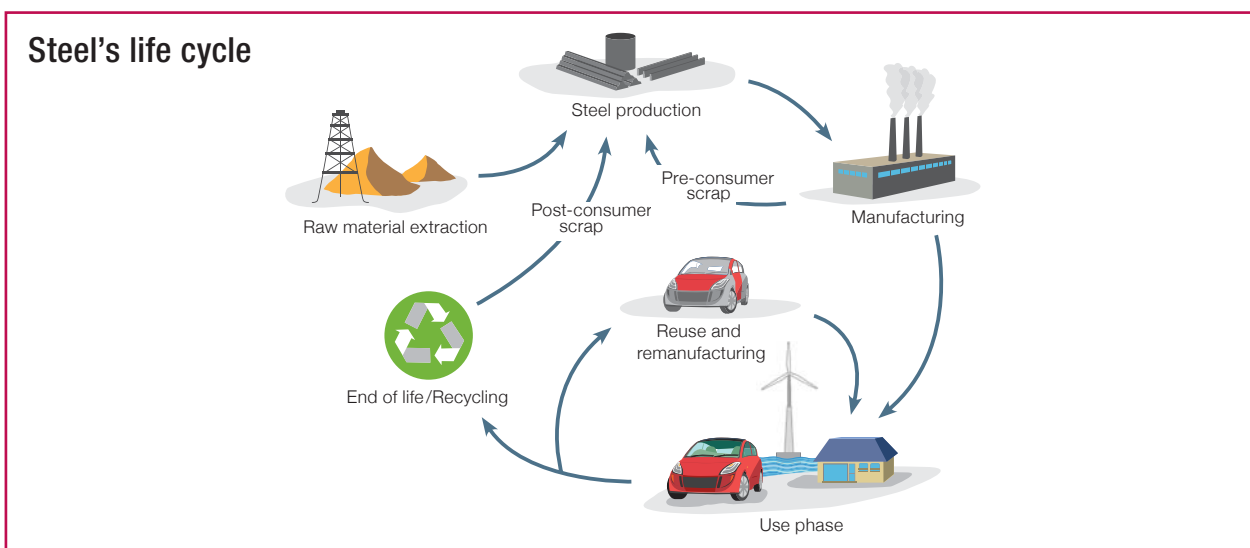 Steel's life cycle
Steel production
Raw material extraction
Pre-consumer
scrap
Manufacturing
Post-consumer
scrap
Reuse and
remanufacturing
End of life/Recycling
Use phase